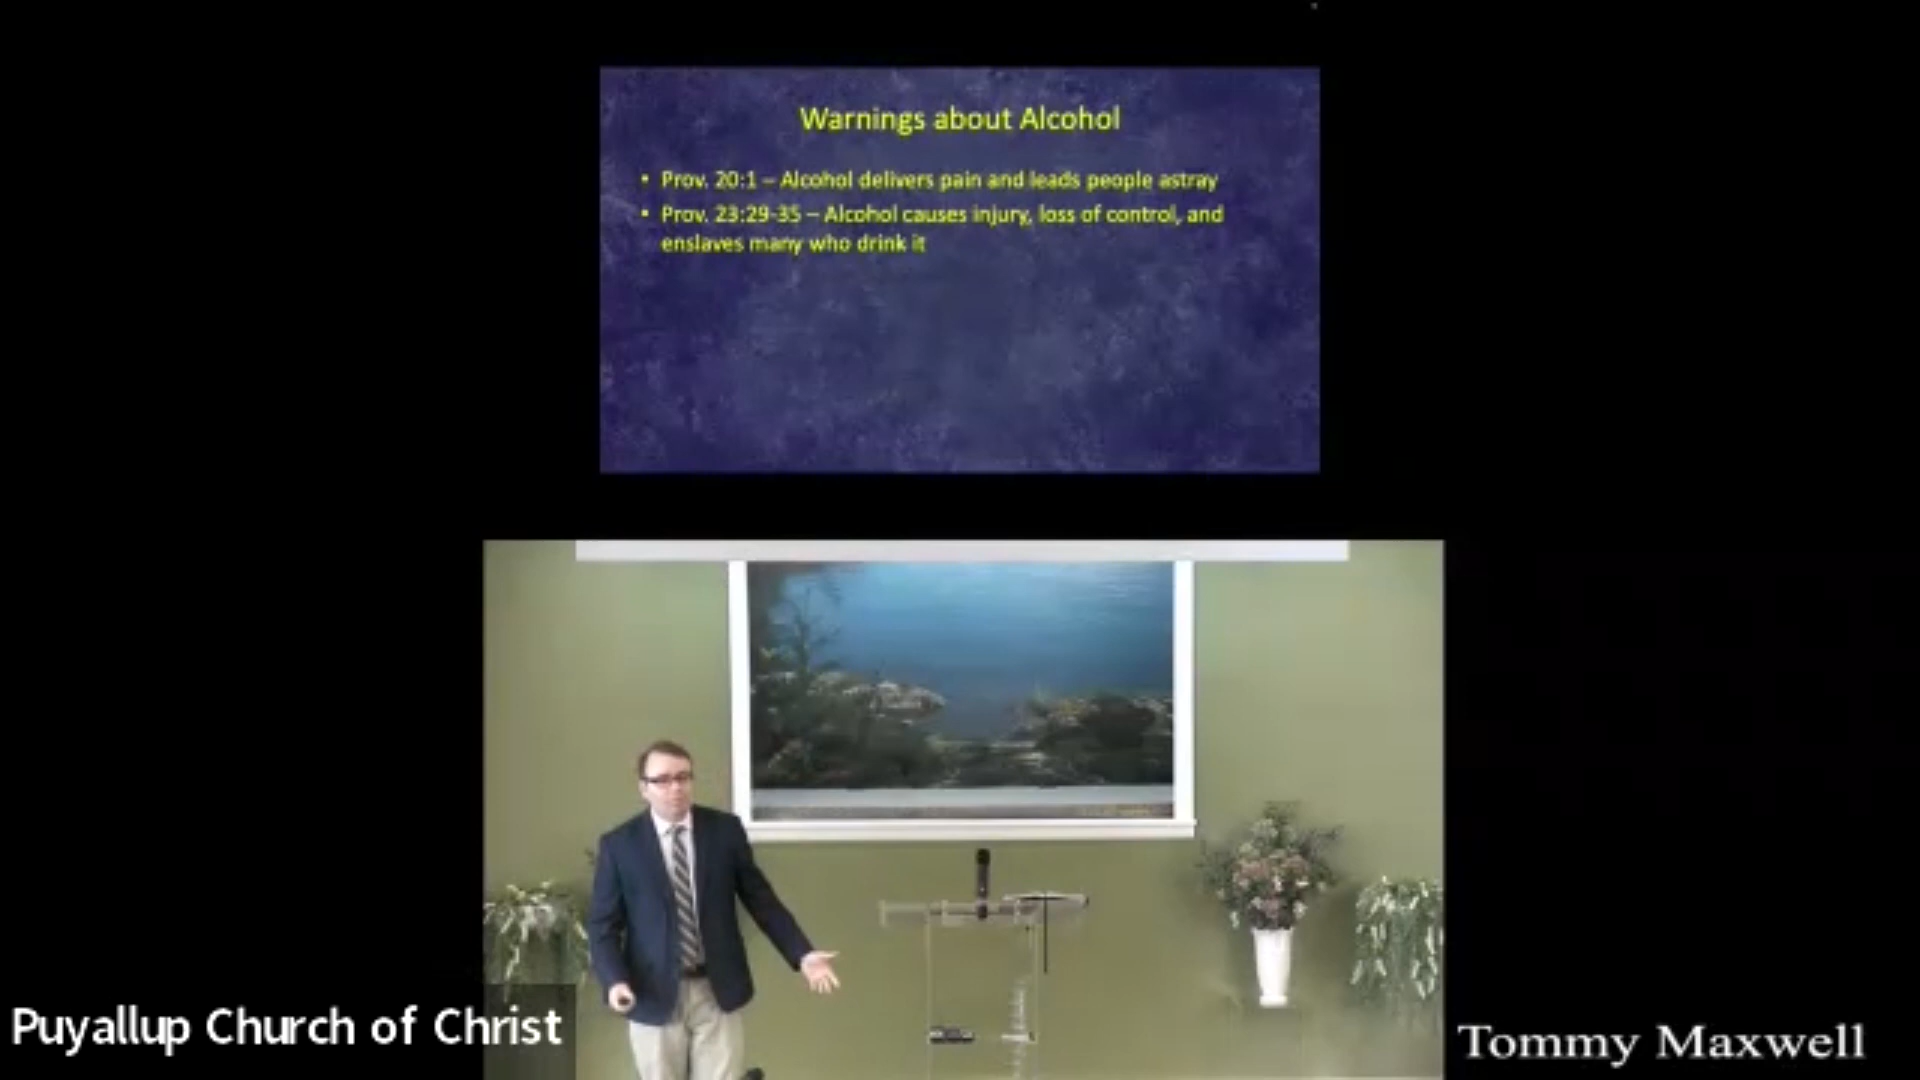 Warnings about Alcohol
• Prov. 20:1 – Alcohol delivers pain and leads people astray
• Prov. 23:29-35 – Alcohol causes injury, loss of control, and
enslaves many who drink it
Puyallup Church of Christ
Tommy Maxwell